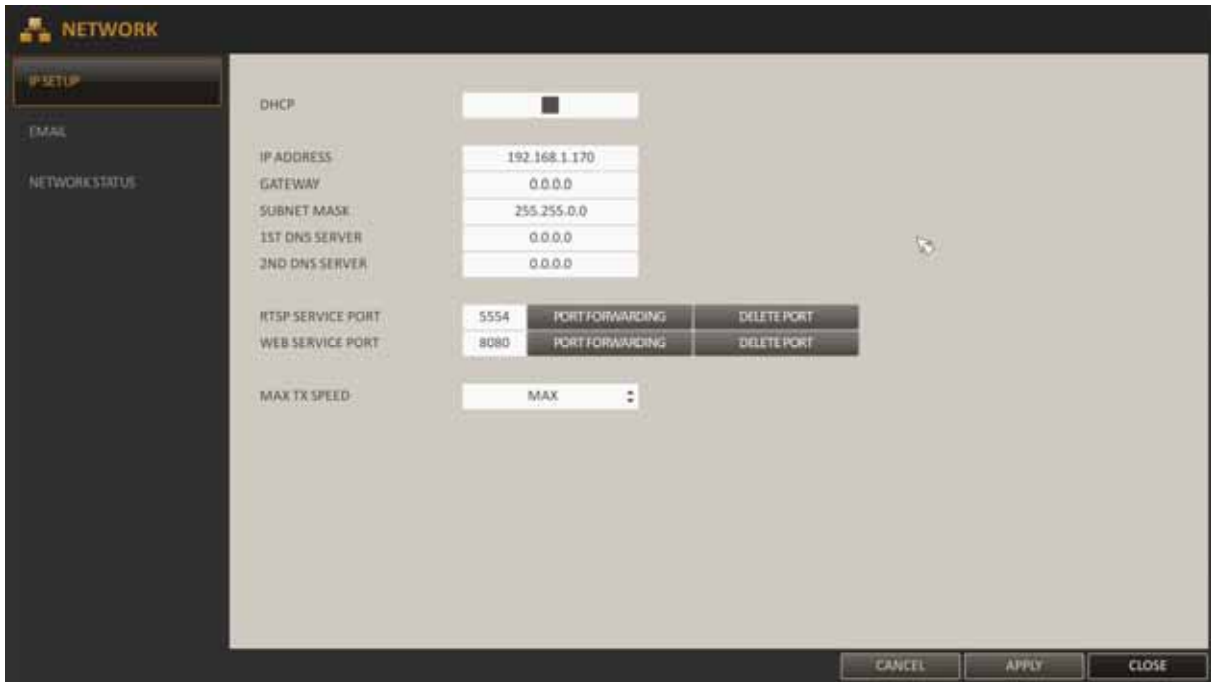 NETWORK
IP SETUP
EMAIL
NETWORK STATUS
DHCP
IP ADDRESS 192.168.1.170
GATEWAY 0.0.0.0
SUBNET MASK 255.255.0.0
1ST DNS SERVER 0.0.0.0
2ND DNS SERVER 0.0.0.0
RTSP SERVICE PORT 5554 PORT FORWARDING DELETE PORT
WEB SERVICE PORT 8080 PORT FORWARDING DELETE PORT
MAX TX SPEED MAX
CANCEL APPLY CLOSE